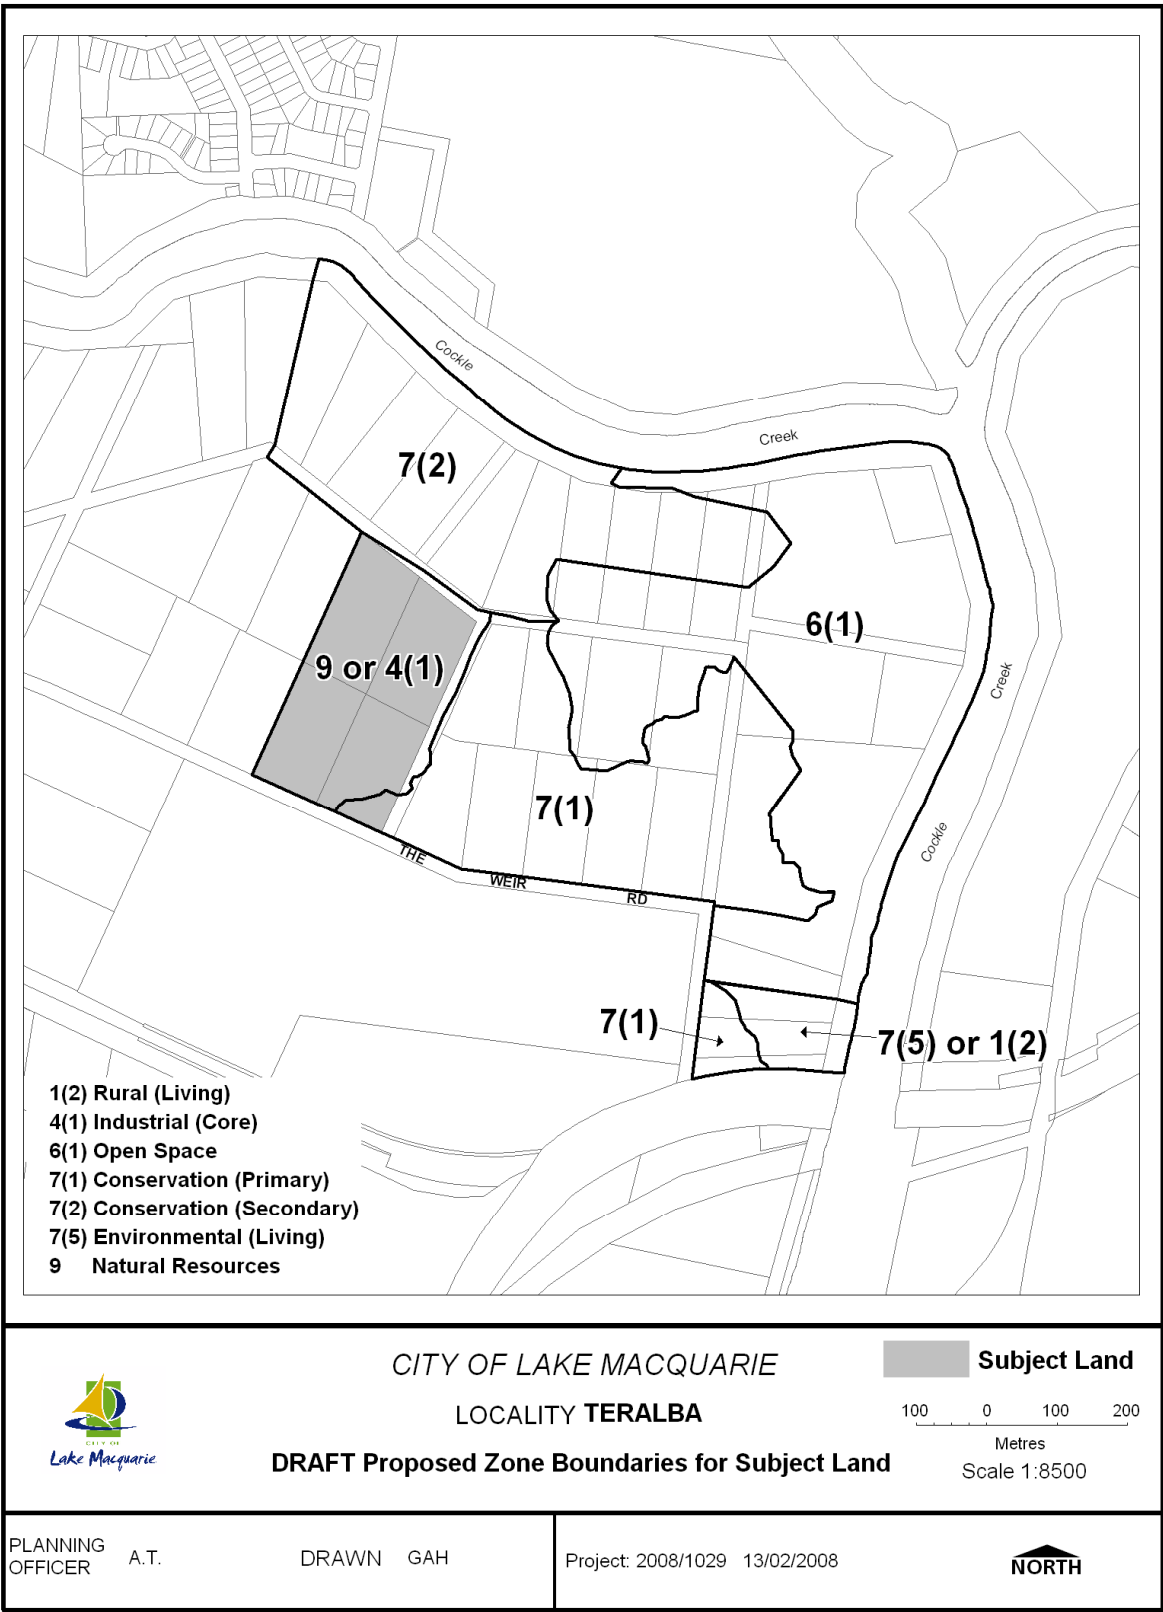 Cockle
Creek
7(2)
6(1)
9 or 4(1)
Creek
7(1)
Cockle
THE WEIR RD
7(1)
7(5) or 1(2)
1(2) Rural (Living)
4(1) Industrial (Core)
6(1) Open Space
7(1) Conservation (Primary)
7(2) Conservation (Secondary)
7(5) Environmental (Living)
9 Natural Resources
CITY OF
Lake Macquarie
CITY OF LAKE MACQUARIE
LOCALITY TERALBA
DRAFT Proposed Zone Boundaries for Subject Land
Subject Land
100 0 100 200
Metres
Scale 1:8500
PLANNING
OFFICER
A.T.
DRAWN GAH
Project: 2008/1029 13/02/2008
NORTH